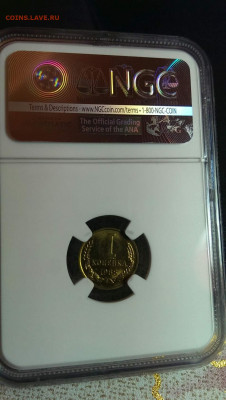 COINS.LAVE.RU
NGC
Terms & Descriptions - www.NGCcoin.com/terms • 1-800-NGC-COIN
The Official Grading
Service of the ANA
1
КОПЕЙКА